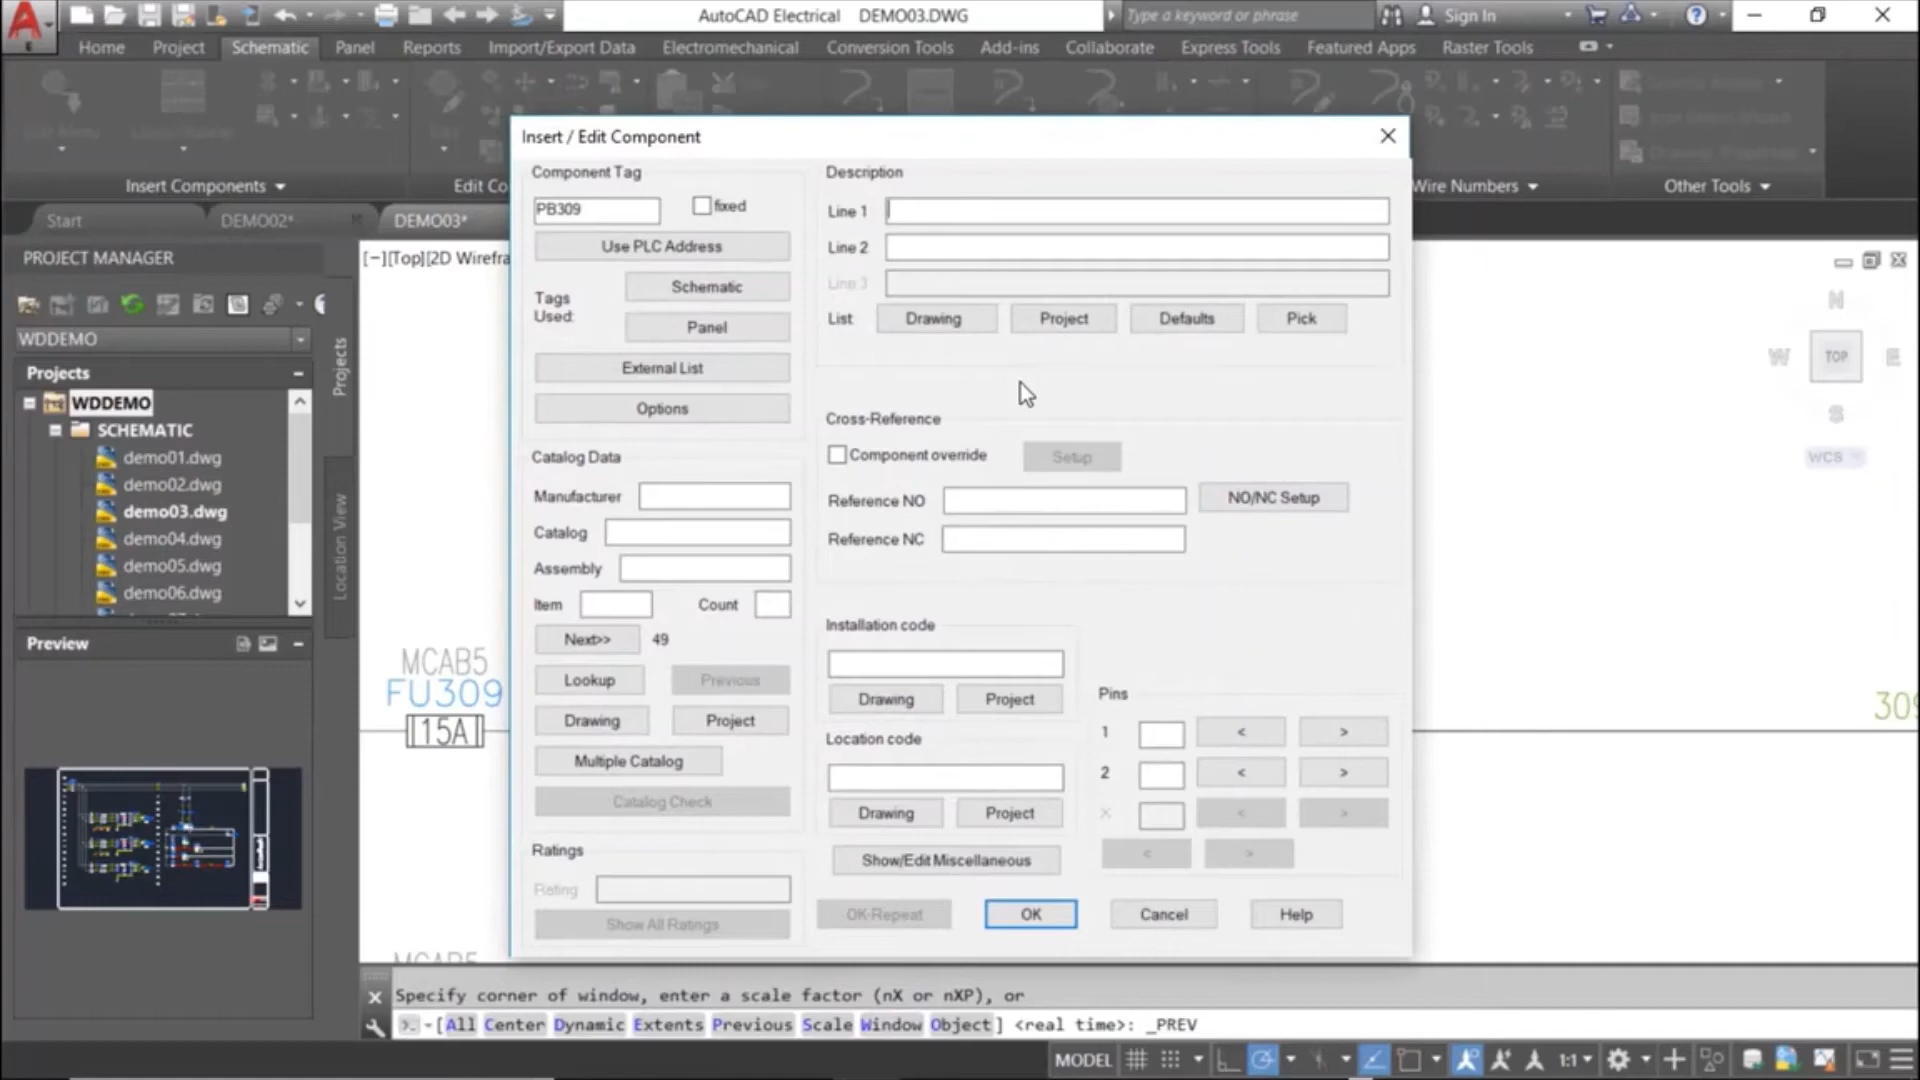 AutoCAD Electrical DEMO03.DWG
Type a keyword or phrase
Sign In
Home Project Schematic Panel Reports Import/Export Data Electromechanical Conversion Tools Add-ins Collaborate Express Tools Featured Apps Raster Tools
Insert Components
Edit Co
Wire Numbers
Other Tools
Start
DEMO02*
DEMO03*
PROJECT MANAGER
WDDEMO
Projects
WDDEMO
SCHEMATIC
demo01.dwg
demo02.dwg
demo03.dwg
demo04.dwg
demo05.dwg
demo06.dwg
Projects
Location View
Preview
[−][Top][2D Wirefra
MCAB5
FU309
15A
309
N
W
TOP
E
S
WCS
Insert / Edit Component
Component Tag
PB309
fixed
Use PLC Address
Tags
Used:
Schematic
Panel
External List
Options
Catalog Data
Manufacturer
Catalog
Assembly
Item
Count
Next>>
49
Lookup
Previous
Drawing
Project
Multiple Catalog
Catalog Check
Ratings
Rating
Show All Ratings
Description
Line 1
Line 2
Line 3
List
Drawing
Project
Defaults
Pick
Cross-Reference
Component override
Setup
Reference NO
NO/NC Setup
Reference NC
Installation code
Drawing
Project
Location code
Drawing
Project
Show/Edit Miscellaneous
Pins
1 < >
2 < >
× < >
< >
OK-Repeat
OK
Cancel
Help
Specify corner of window, enter a scale factor (nX or nXP), or
[All Center Dynamic Extents Previous Scale Window Object] <real time>: _PREV
MODEL
1:1